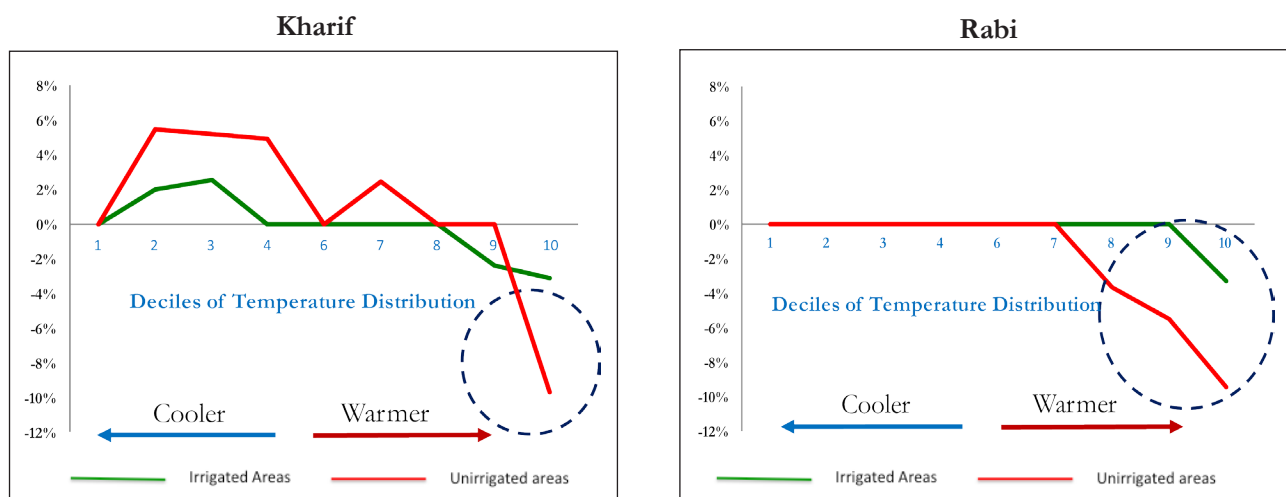 Kharif
8%
6%
4%
2%
0%
1 2 3 4 6 7 8 9 10
-2%
Deciles of Temperature Distribution
-4%
-6%
-8%
-10%
Cooler Warmer
-12%
Irrigated Areas Unirrigated areas
Rabi
8%
6%
4%
2%
0%
1 2 3 4 6 7 8 9 10
-2%
-4%
Deciles of Temperature Distribution
-6%
-8%
Cooler Warmer
-10%
-12%
Irrigated Areas Unirrigated areas